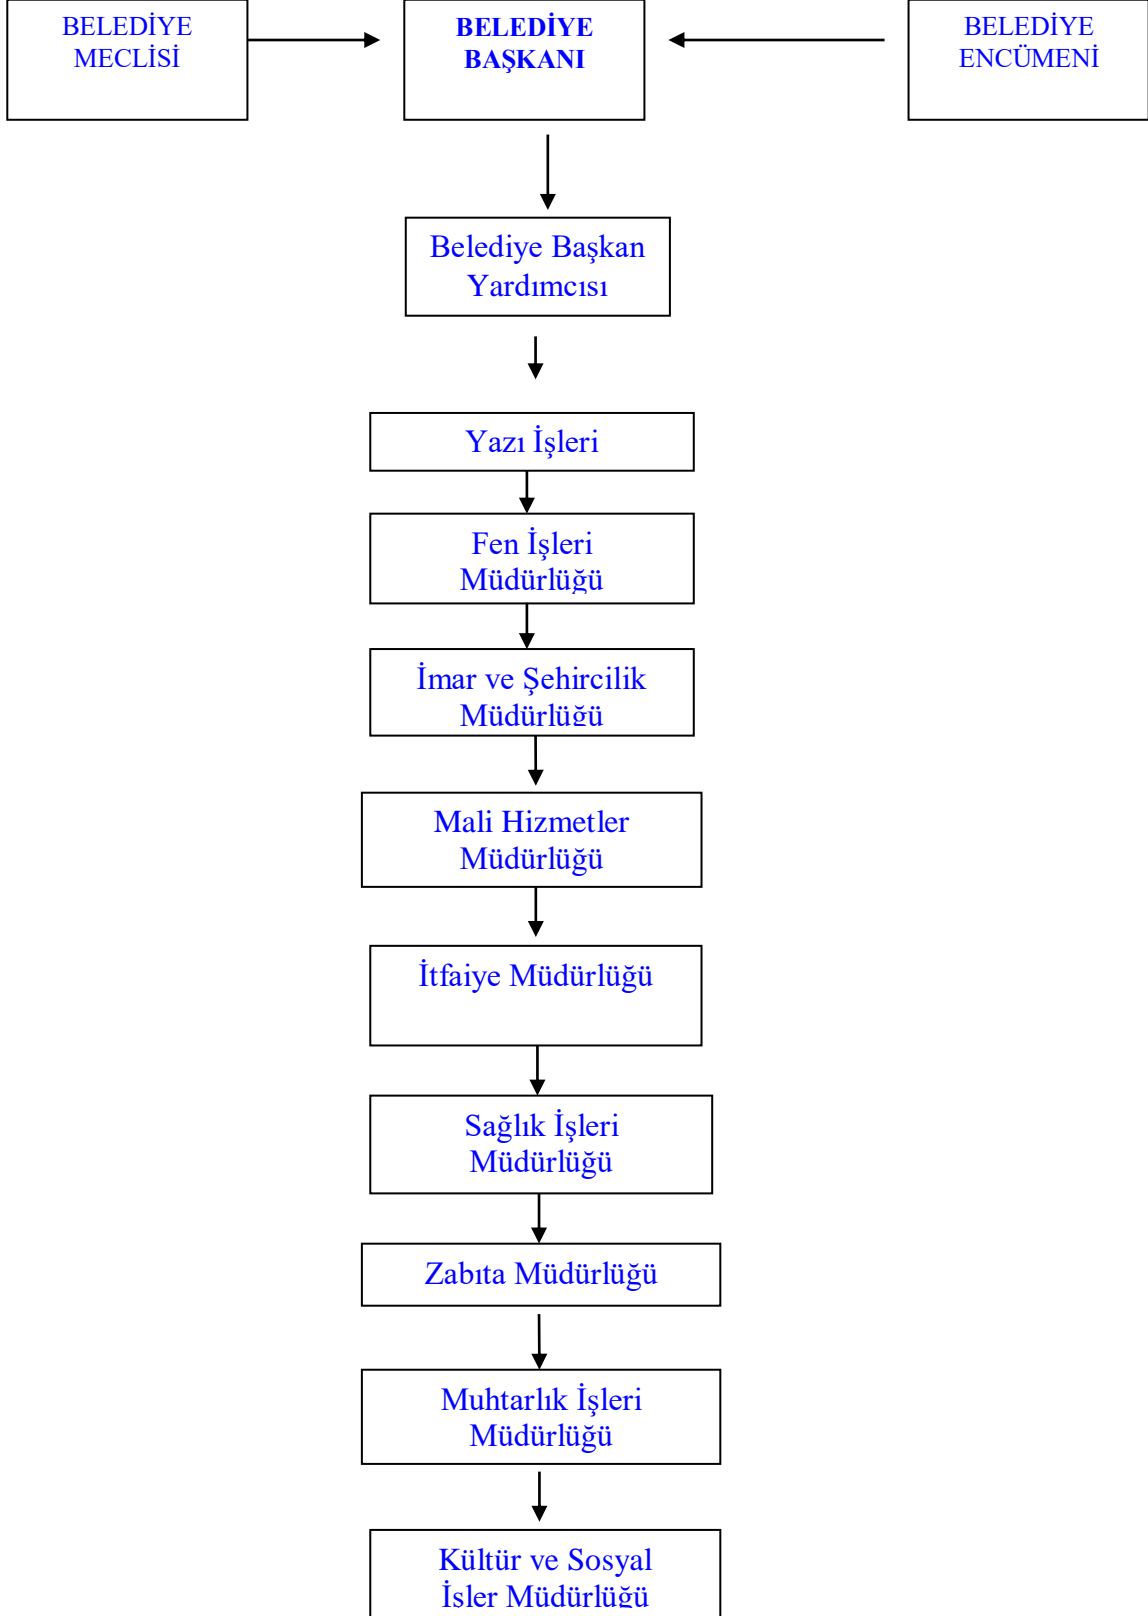 BELEDİYE
MECLİSİ
BELEDİYE
BAŞKANI
BELEDİYE
ENCÜMENİ
Belediye Başkan
Yardımcısı
Yazı İşleri
Fen İşleri
Müdürlüğü
İmar ve Şehircilik
Müdürlüğü
Mali Hizmetler
Müdürlüğü
İtfaiye Müdürlüğü
Sağlık İşleri
Müdürlüğü
Zabıta Müdürlüğü
Muhtarlık İşleri
Müdürlüğü
Kültür ve Sosyal
İşler Müdürlüğü